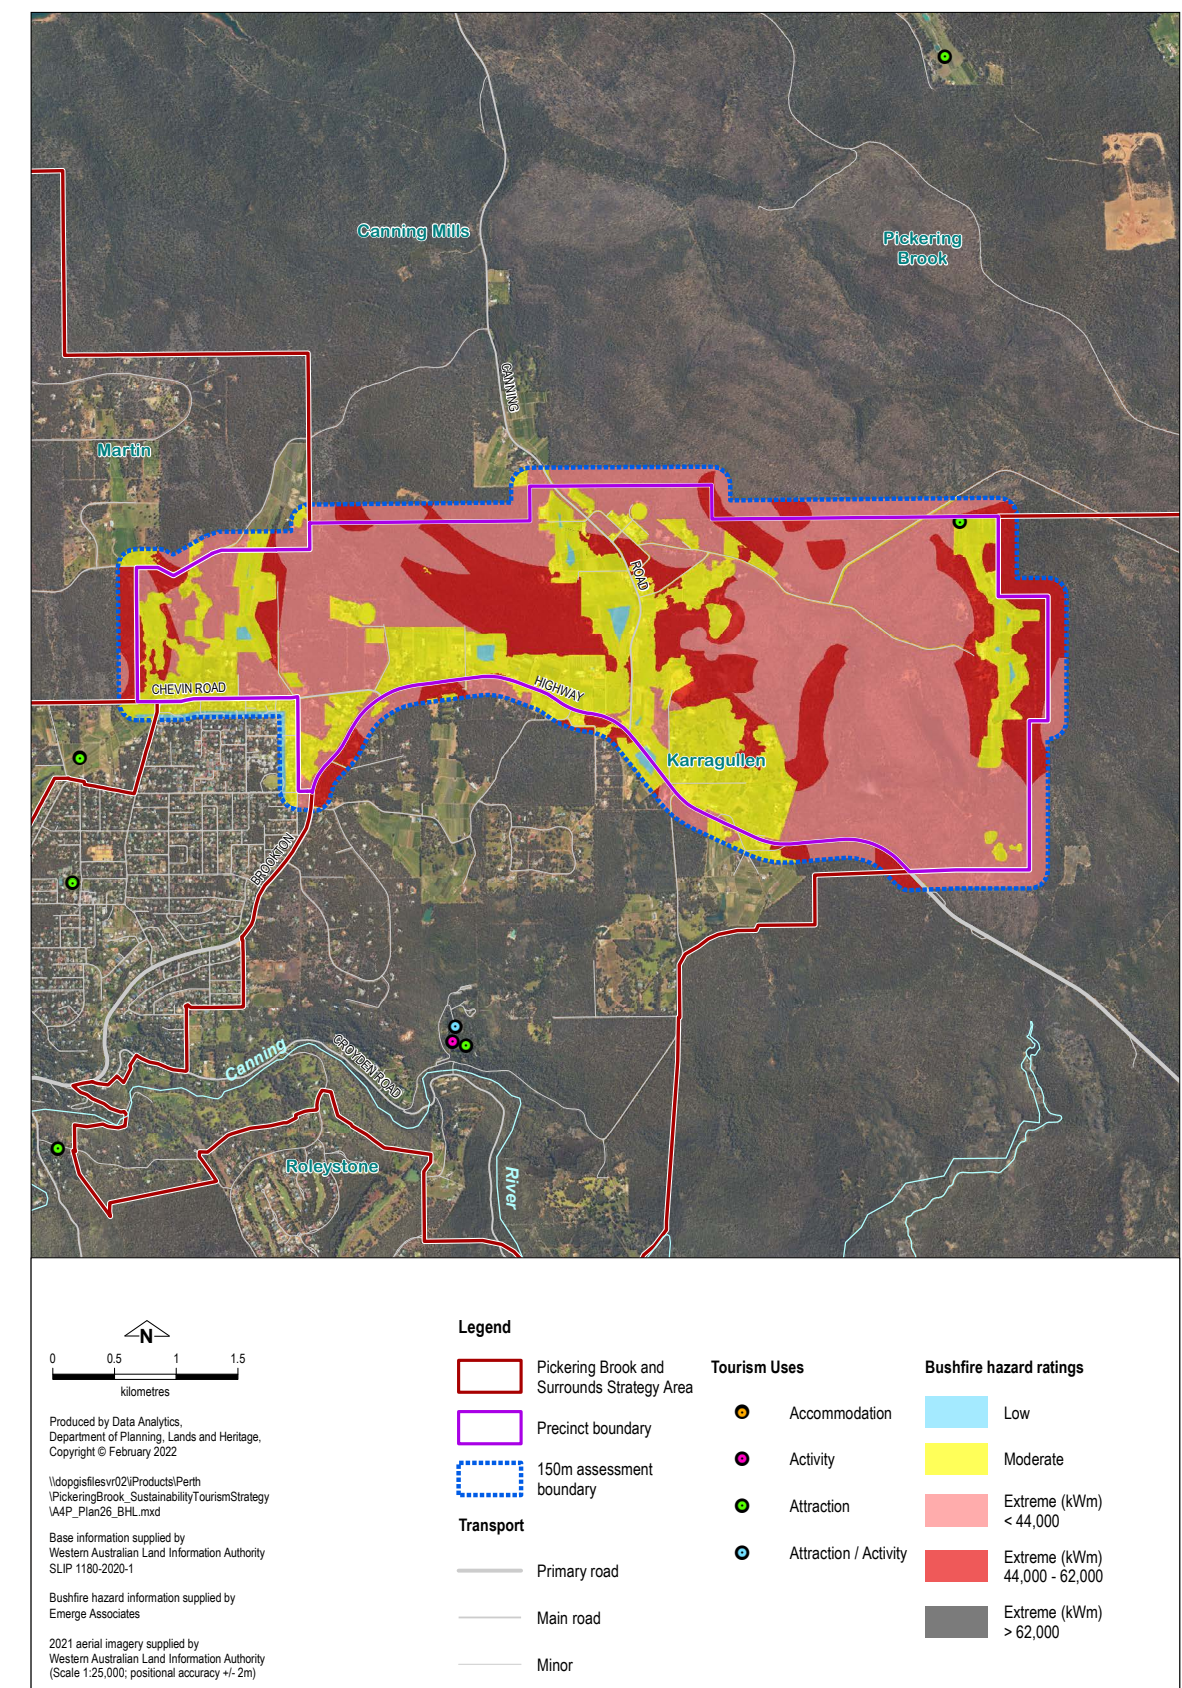 Canning Mills
Pickering
Brook
CANNING
Martin
ROAD
CHEVIN ROAD
HIGHWAY
Karragullen
BROOKTON
Canning
CROYDEN ROAD
River
Roleystone
N
0 0.5 1 1.5
kilometres
Produced by Data Analytics,
Department of Planning, Lands and Heritage,
Copyright © February 2022
\\dopgisfilesvr02\iProducts\Perth
\PickeringBrook_SustainabilityTourismStrategy
\A4P_Plan26_BHL.mxd
Base information supplied by
Western Australian Land Information Authority
SLIP 1180-2020-1
Bushfire hazard information supplied by
Emerge Associates
2021 aerial imagery supplied by
Western Australian Land Information Authority
(Scale 1:25,000; positional accuracy +/- 2m)
Legend
Pickering Brook and
Surrounds Strategy Area
Precinct boundary
150m assessment
boundary
Transport
Primary road
Main road
Minor
Tourism Uses
Accommodation
Activity
Attraction
Attraction / Activity
Bushfire hazard ratings
Low
Moderate
Extreme (kWm)
< 44,000
Extreme (kWm)
44,000 - 62,000
Extreme (kWm)
> 62,000